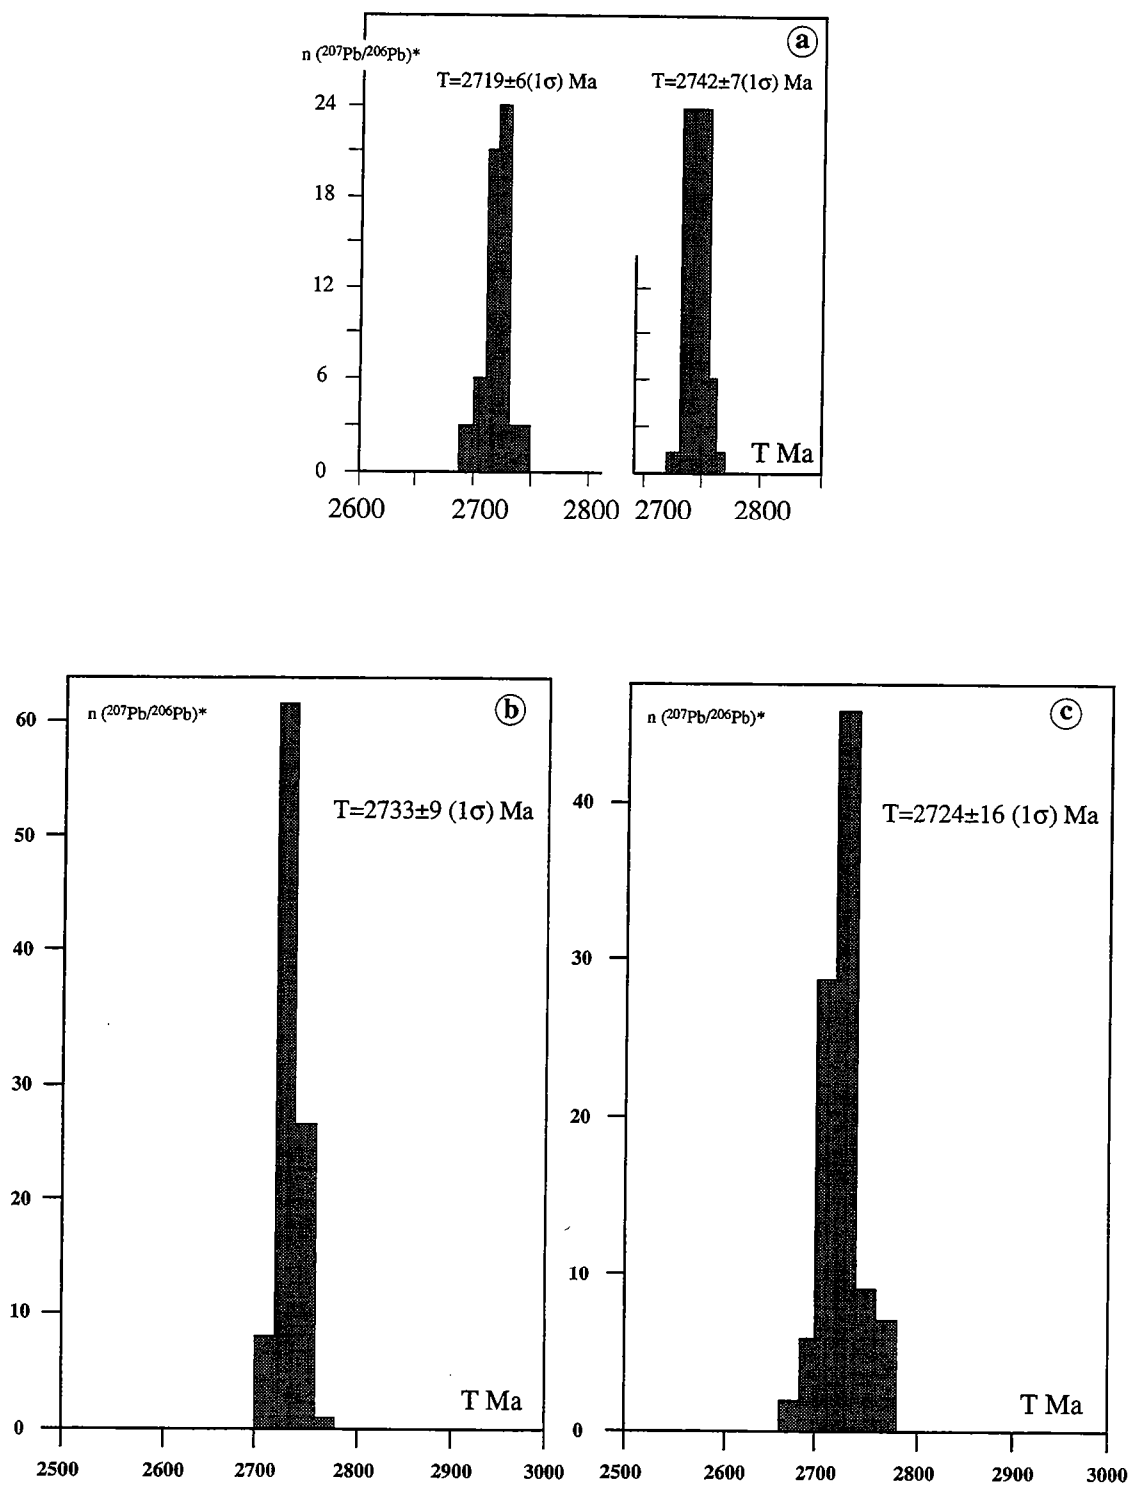 a
n (207Pb/206Pb)*
T=2719±6(1σ) Ma
T=2742±7(1σ) Ma
24
18
12
6
0
T Ma
2600
2700
2800
2700
2800
b
n (207Pb/206Pb)*
T=2733±9 (1σ) Ma
60
50
40
30
20
10
0
T Ma
2500
2600
2700
2800
2900
3000
c
n (207Pb/206Pb)*
T=2724±16 (1σ) Ma
40
30
20
10
0
T Ma
2500
2600
2700
2800
2900
3000